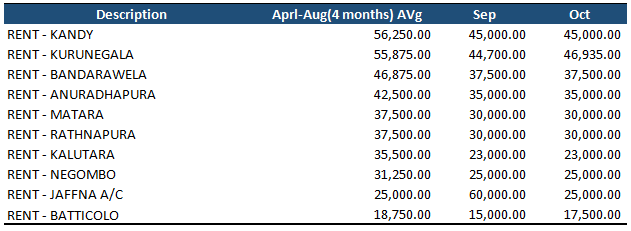 Description Aprl-Aug(4 months) AVg Sep Oct
RENT - KANDY 56,250.00 45,000.00 45,000.00
RENT - KURUNEGALA 55,875.00 44,700.00 46,935.00
RENT - BANDARAWELA 46,875.00 37,500.00 37,500.00
RENT - ANURADHAPURA 42,500.00 35,000.00 35,000.00
RENT - MATARA 37,500.00 30,000.00 30,000.00
RENT - RATHNAPURA 37,500.00 30,000.00 30,000.00
RENT - KALUTARA 35,500.00 23,000.00 23,000.00
RENT - NEGOMBO 31,250.00 25,000.00 25,000.00
RENT - JAFFNA A/C 25,000.00 60,000.00 25,000.00
RENT - BATTICOLO 18,750.00 15,000.00 17,500.00